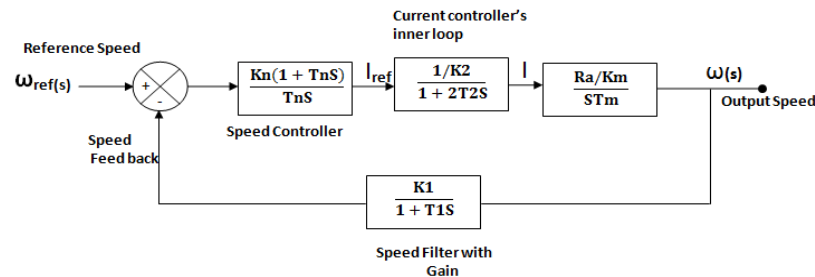 Current controller's
inner loop
Reference Speed
ωref(s)
+
-
Kn(1 + TnS)
TnS
Speed Controller
Iref
1/K2
1 + 2T2S
I
Ra/Km
STm
ω(s)
Output Speed
Speed
Feed back
K1
1 + T1S
Speed Filter with
Gain